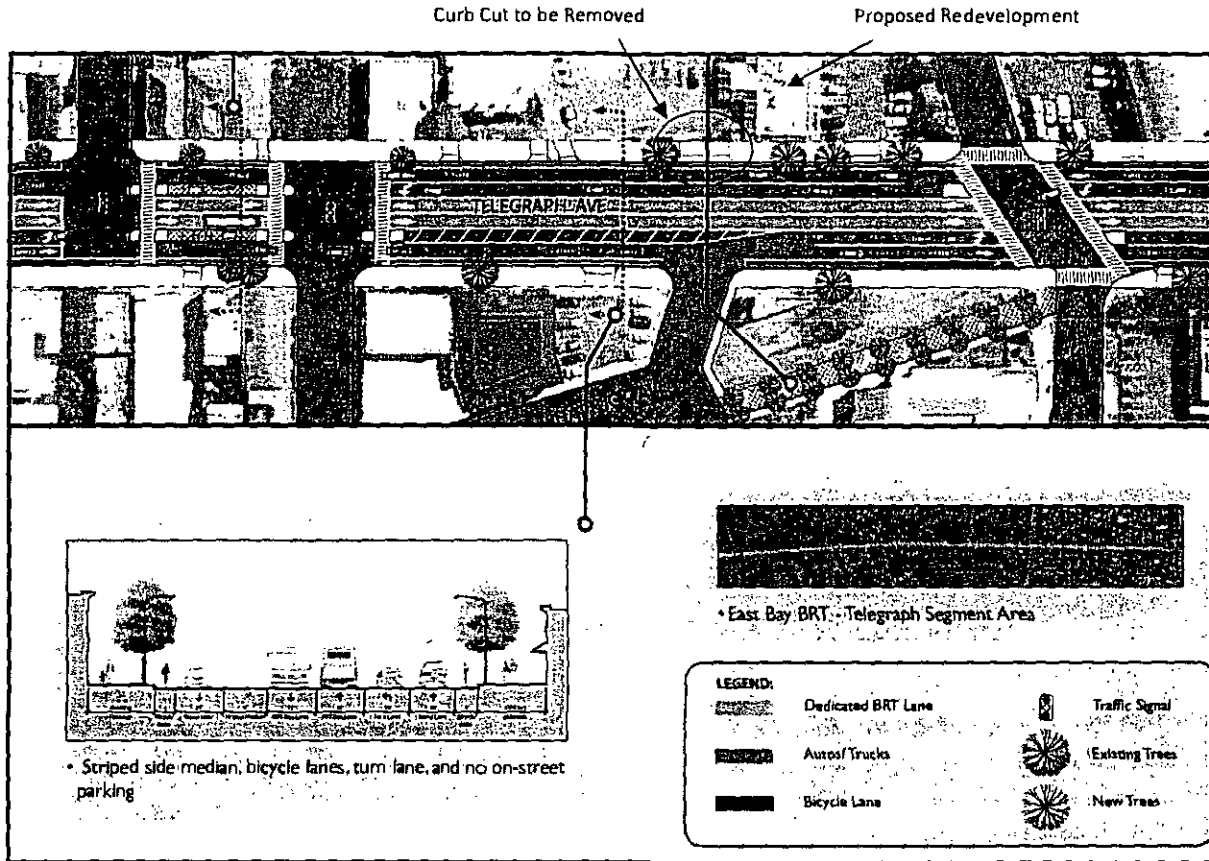 Curb Cut to be Removed
Proposed Redevelopment
TELEGRAPH AVE
• East Bay BRT - Telegraph Segment Area
• Striped side median, bicycle lanes, turn lane, and no on-street
parking
LEGEND:
Dedicated BRT Lane
Traffic Signal
Autos/ Trucks
Existing Trees
Bicycle Lane
New Trees